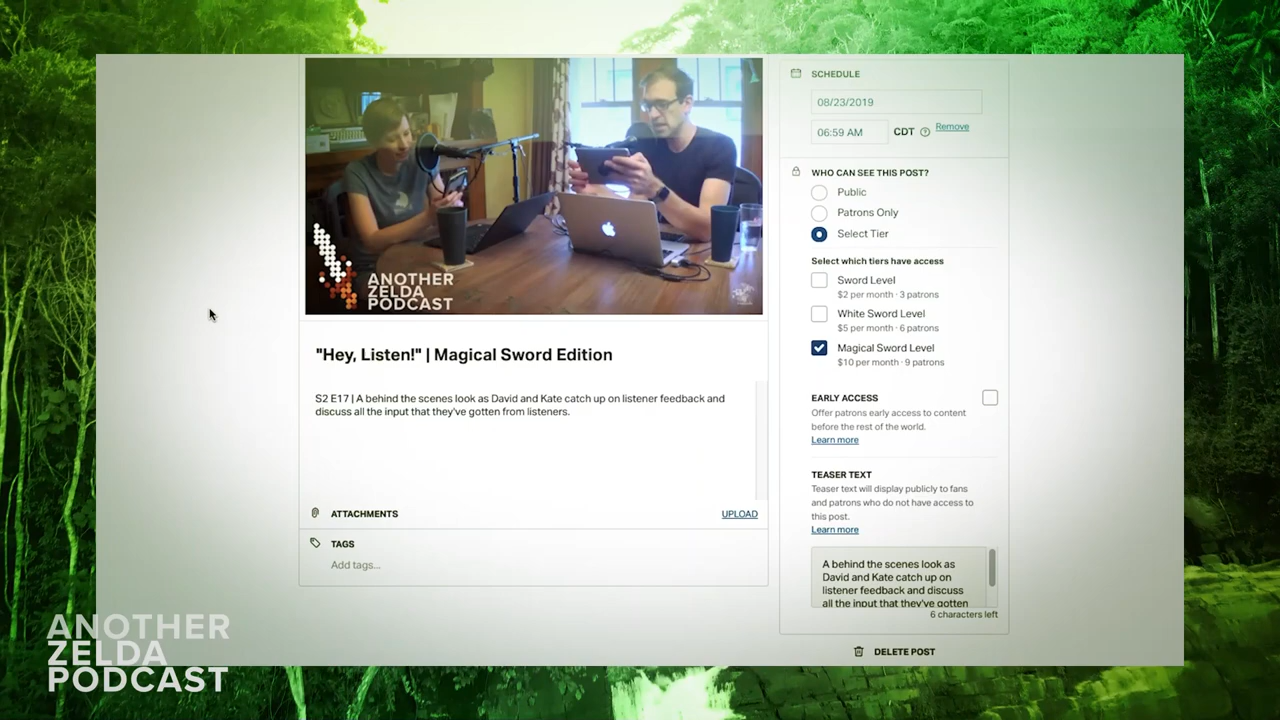 ANOTHER
ZELDA
PODCAST
"Hey, Listen!" | Magical Sword Edition
S2 E17 | A behind the scenes look as David and Kate catch up on listener feedback and
discuss all the input that they've gotten from listeners.
ATTACHMENTS UPLOAD
TAGS
Add tags...
SCHEDULE
08/23/2019
06:59 AM CDT ? Remove
WHO CAN SEE THIS POST?
Public
Patrons Only
Select Tier
Select which tiers have access
Sword Level
$2 per month · 3 patrons
White Sword Level
$5 per month · 6 patrons
Magical Sword Level
$10 per month · 9 patrons
EARLY ACCESS
Offer patrons early access to content
before the rest of the world.
Learn more
TEASER TEXT
Teaser text will display publicly to fans
and patrons who do not have access to
this post.
Learn more
A behind the scenes look as
David and Kate catch up on
listener feedback and discuss
all the input that they've gotten
6 characters left
DELETE POST
ANOTHER
ZELDA
PODCAST